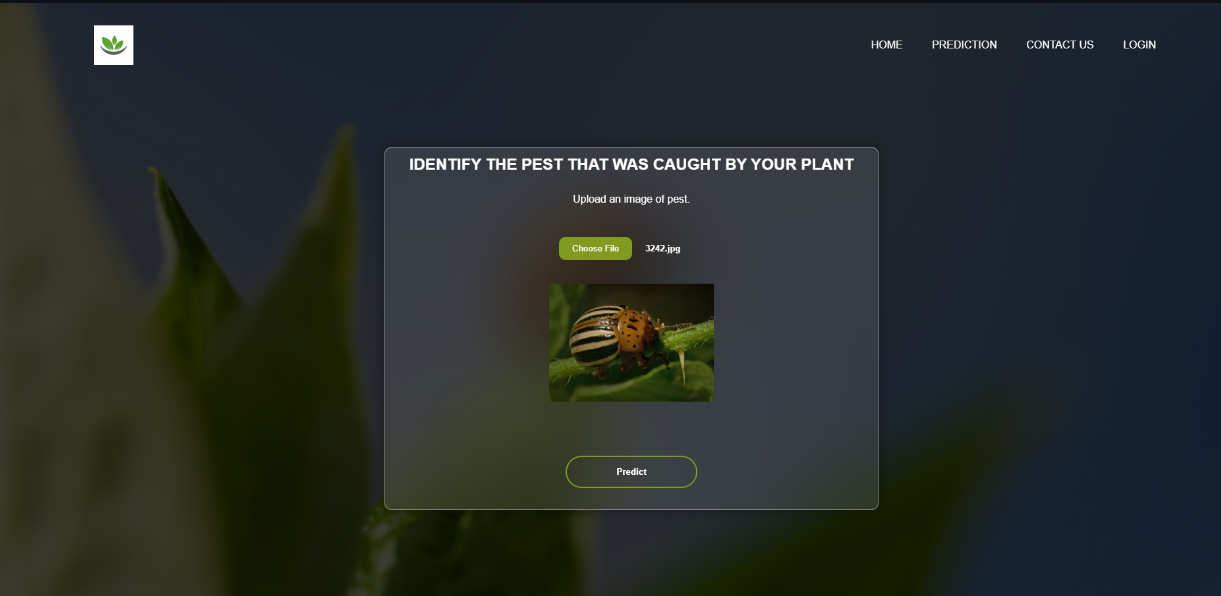 HOME PREDICTION CONTACT US LOGIN
IDENTIFY THE PEST THAT WAS CAUGHT BY YOUR PLANT
Upload an image of pest.
Choose File 3242.jpg
Predict